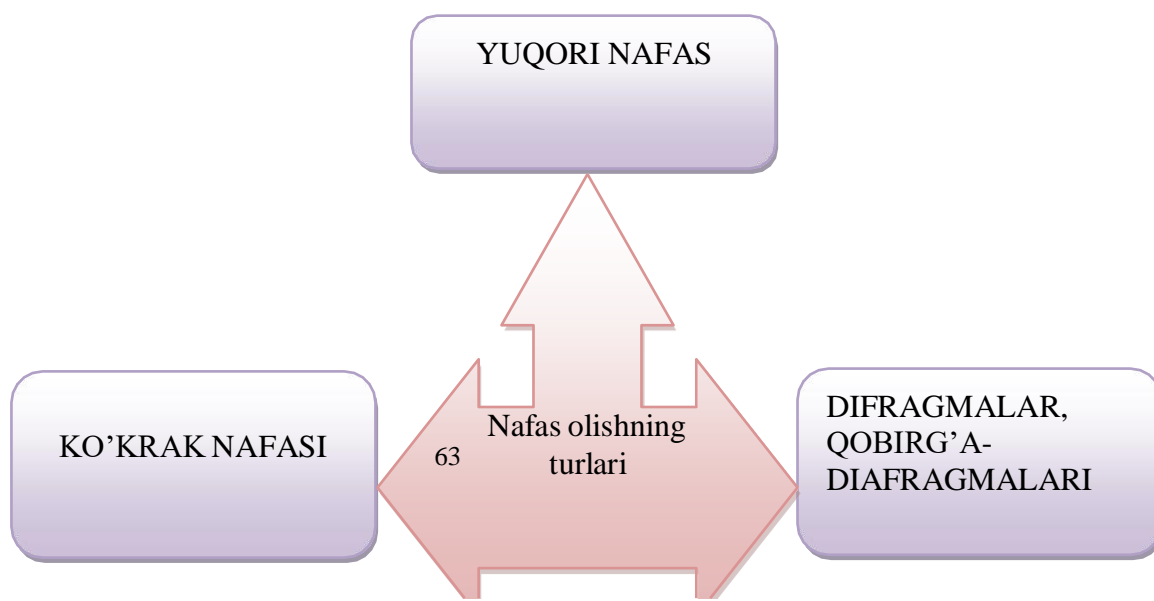 YUQORI NAFAS
KO’KRAK NAFASI
63
Nafas olishning
turlari
DIFRAGMALAR,
QOBIRG’A-
DIAFRAGMALARI